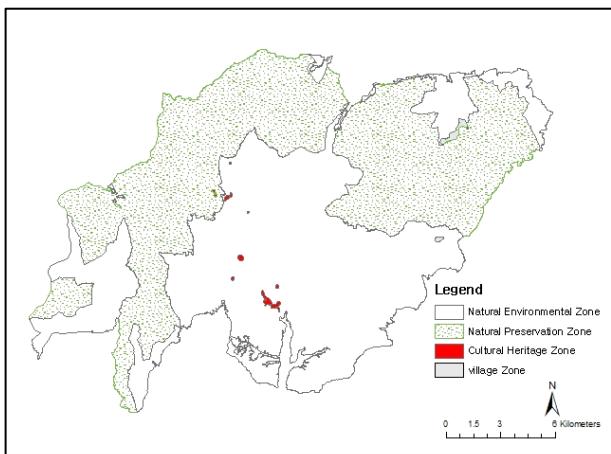 Legend
Natural Environmental Zone
Natural Preservation Zone
Cultural Heritage Zone
village Zone
N
0 1.5 3 6 Kilometers